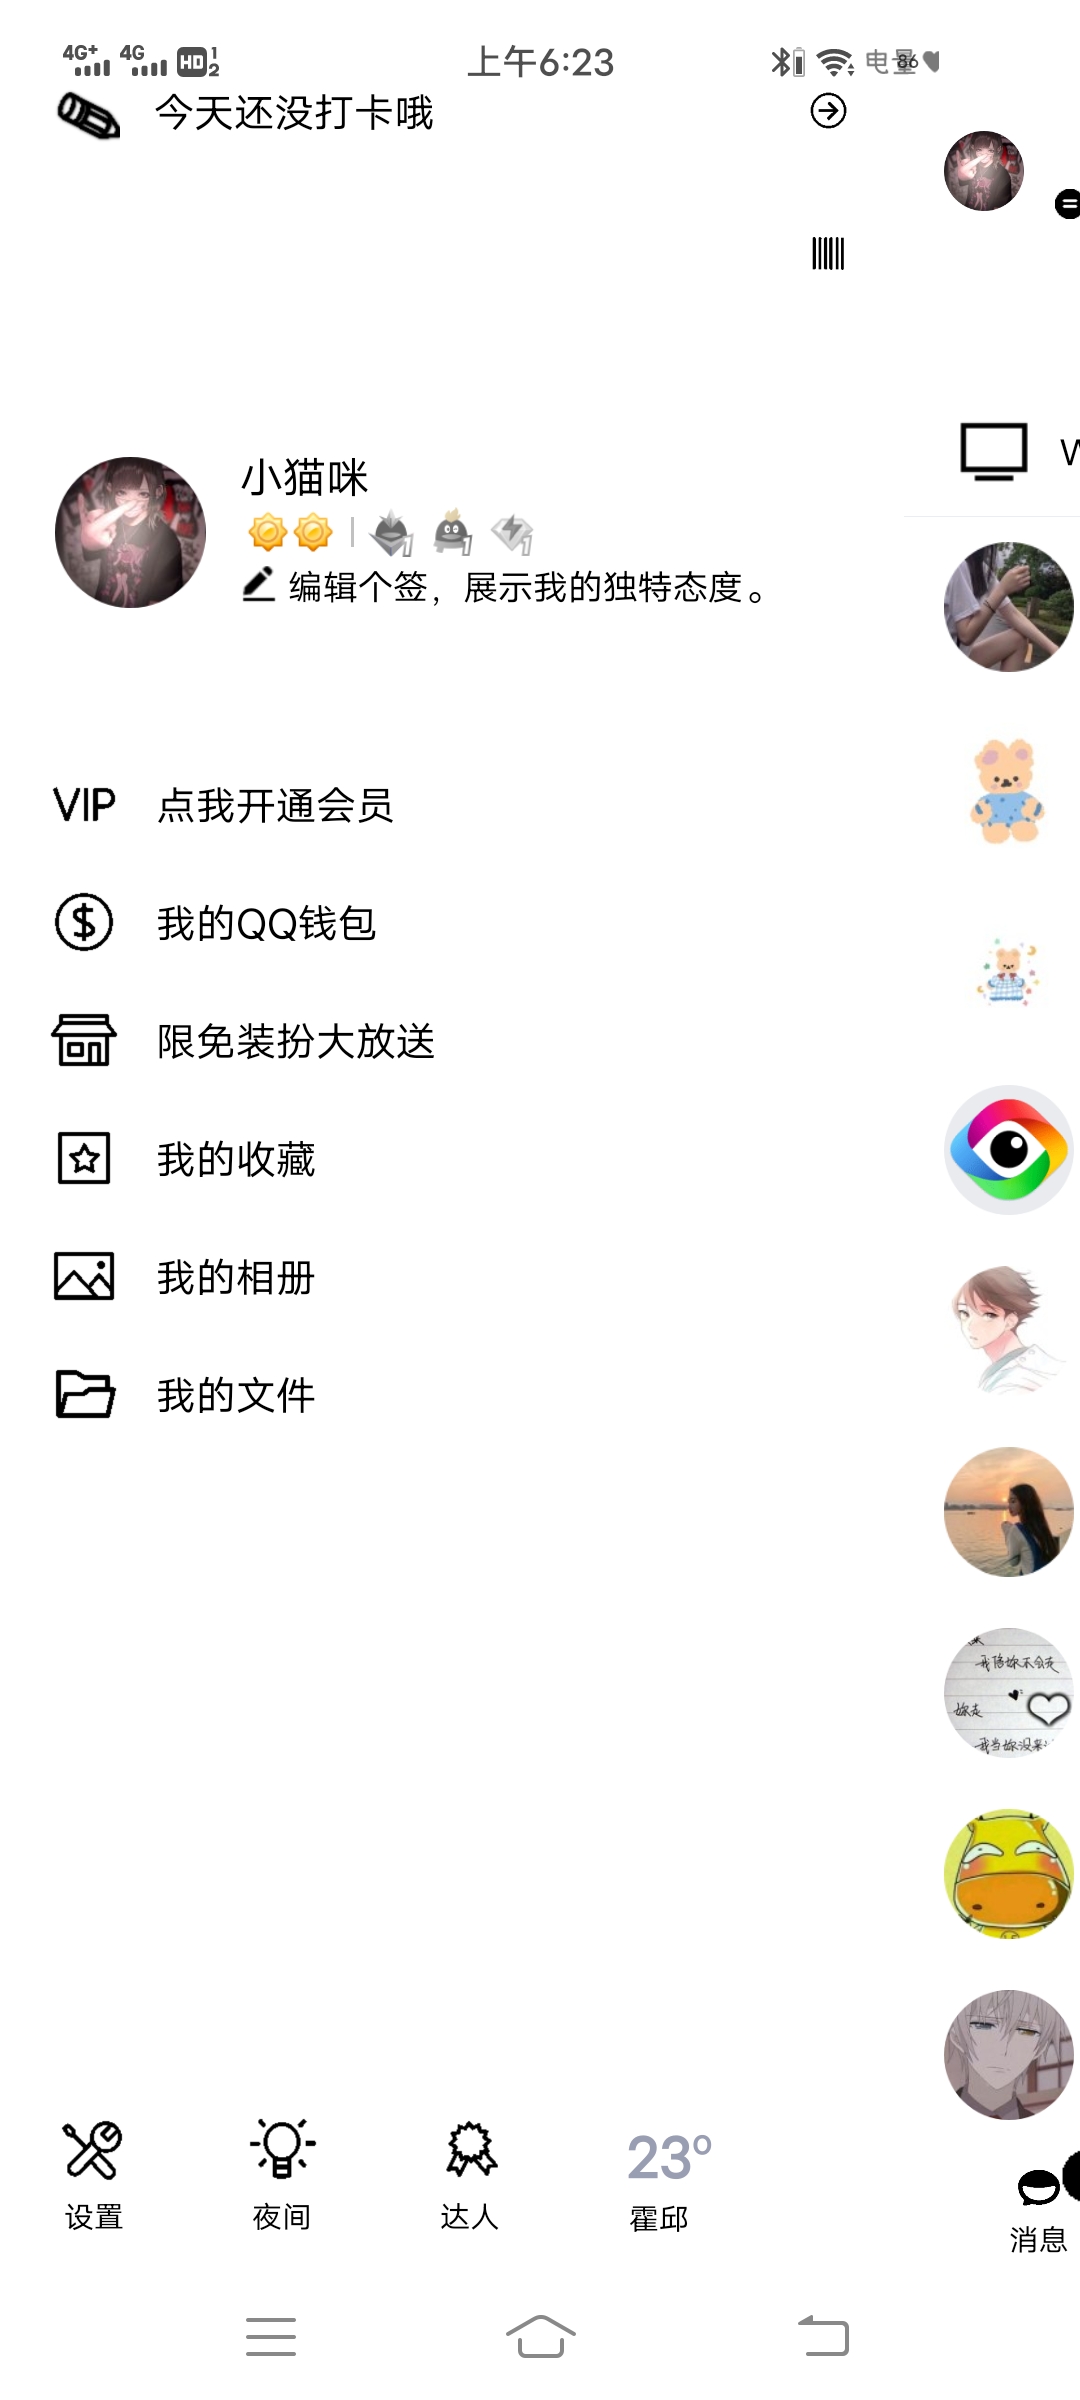 4G+ 4G HD 1 2 上午6:23 电量 86
今天还没打卡哦
小猫咪
编辑个签，展示我的独特态度。
VIP 点我开通会员
我的QQ钱包
限免装扮大放送
我的收藏
我的相册
我的文件
我陪你不会走
你走
我当你没来
23°
设置 夜间 达人 霍邱
消息